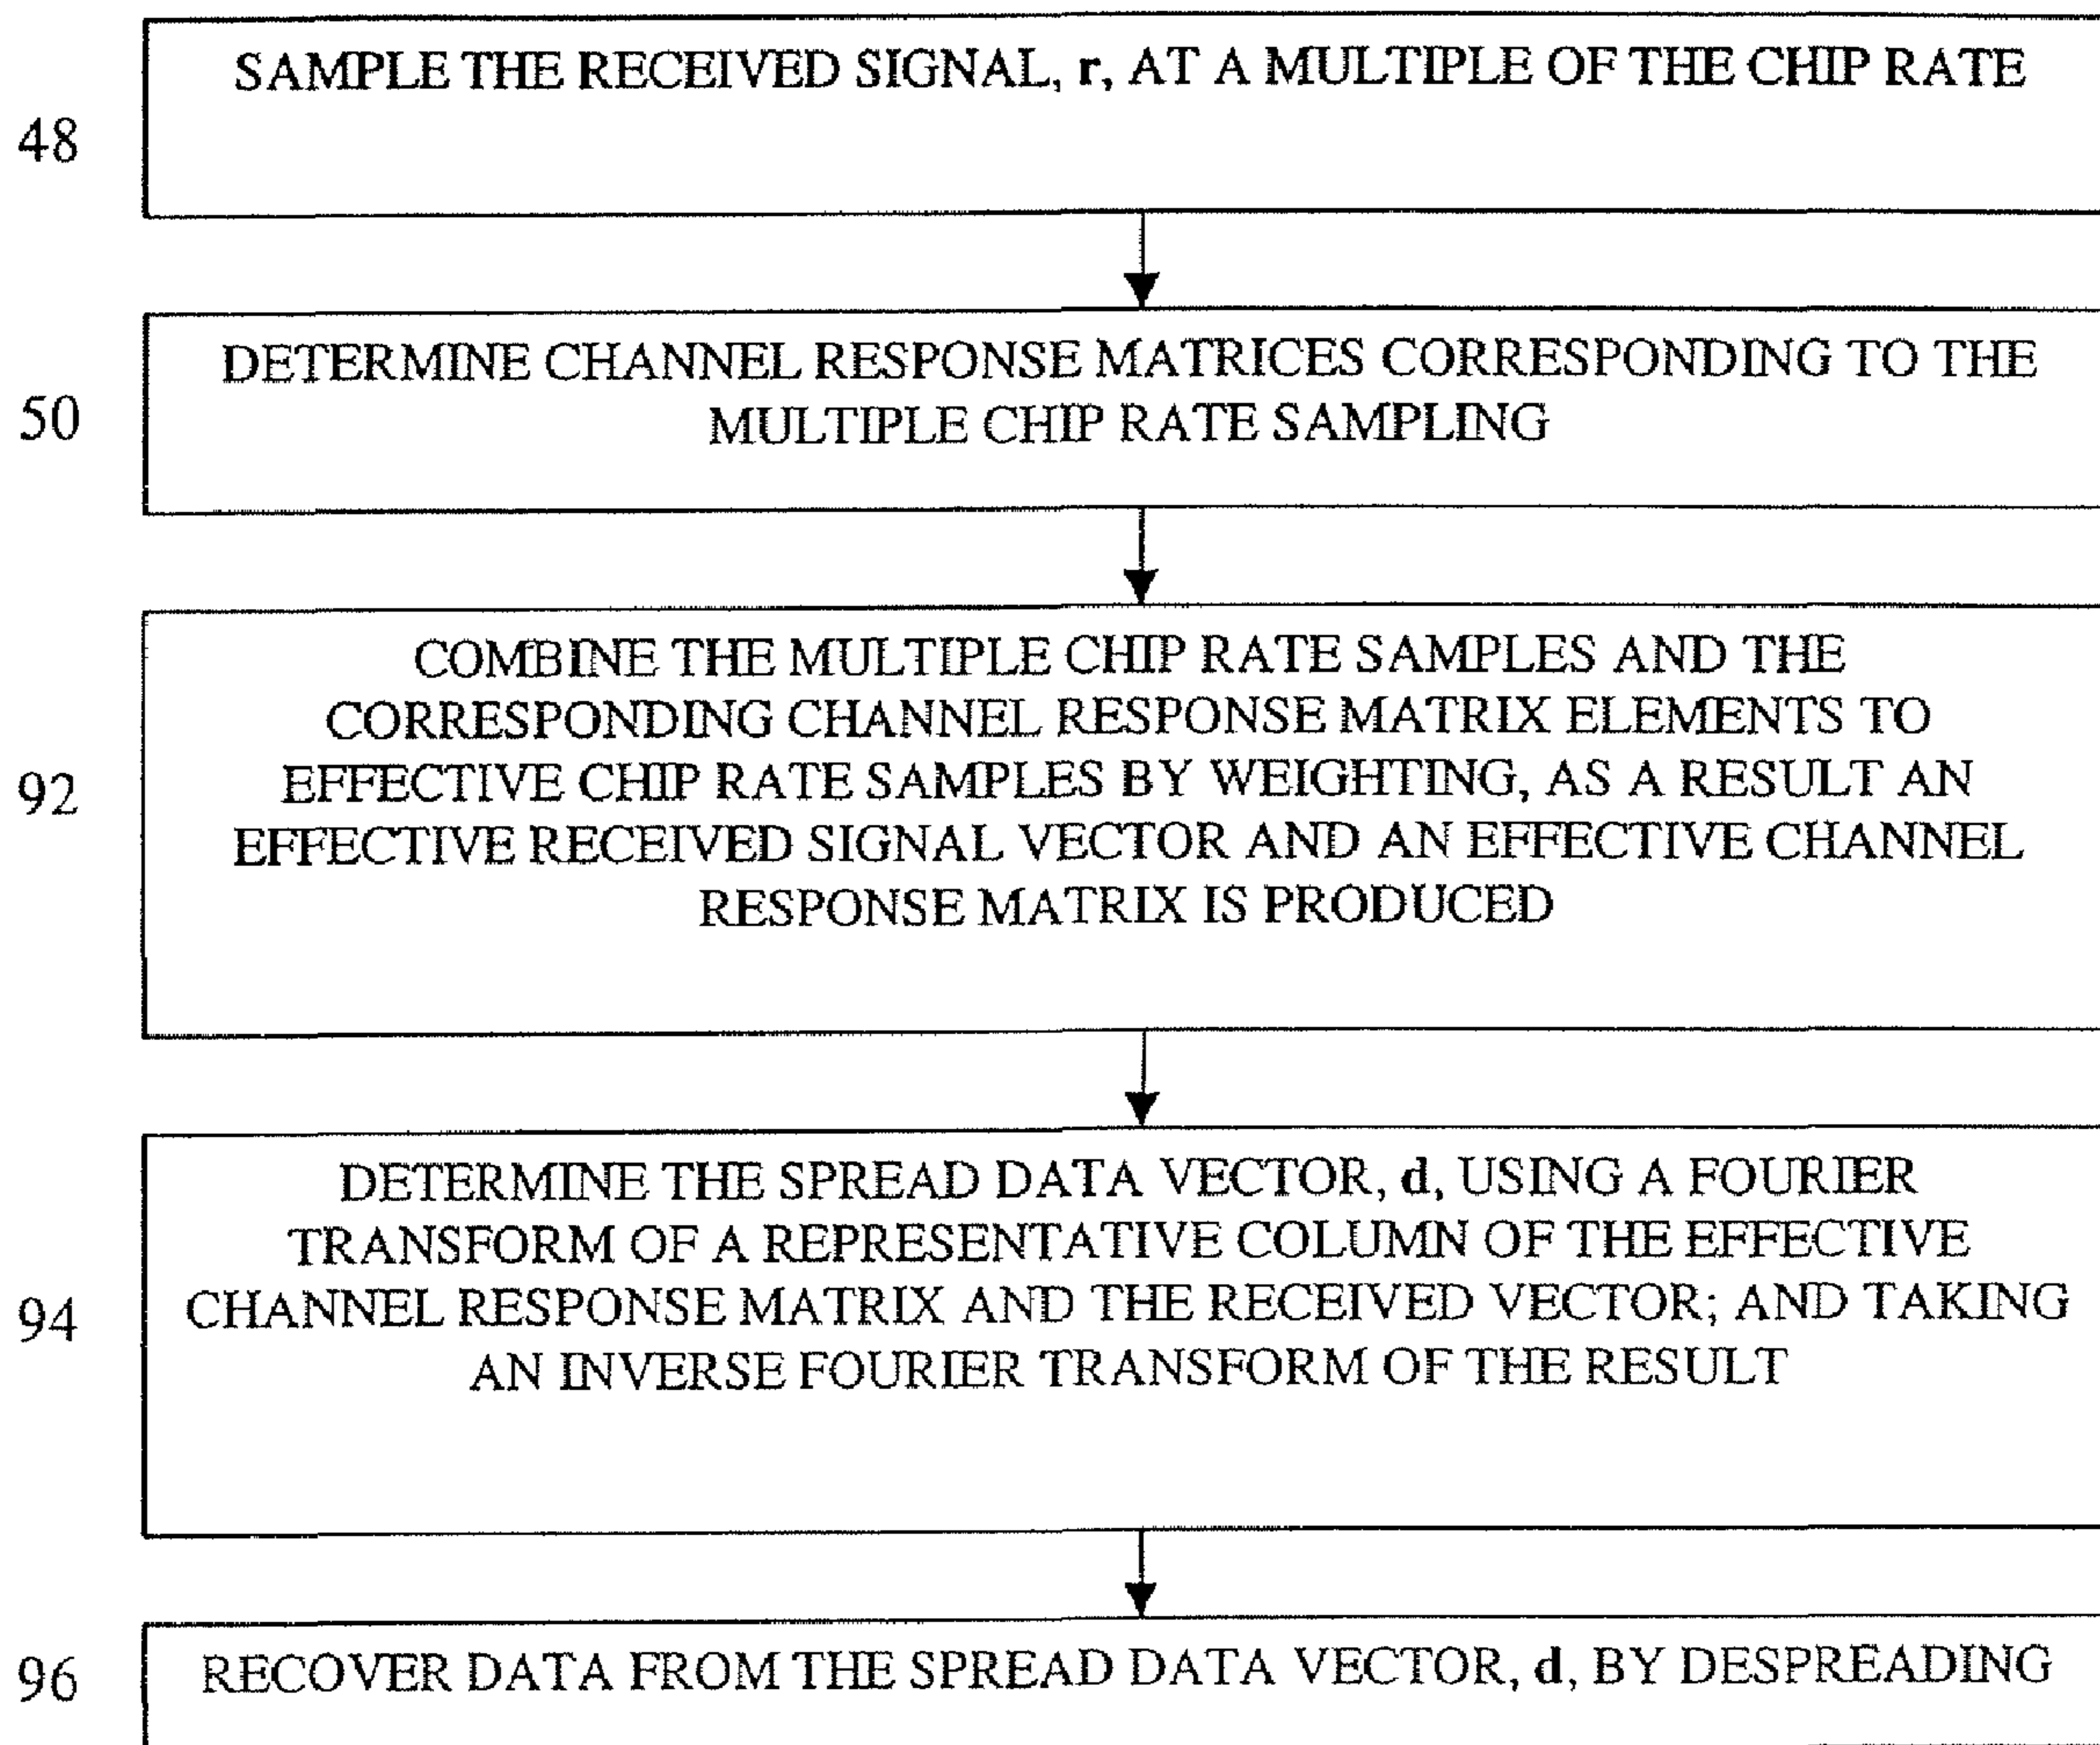 SAMPLE THE RECEIVED SIGNAL, r, AT A MULTIPLE OF THE CHIP RATE
48
DETERMINE CHANNEL RESPONSE MATRICES CORRESPONDING TO THE
MULTIPLE CHIP RATE SAMPLING
50
COMBINE THE MULTIPLE CHIP RATE SAMPLES AND THE
CORRESPONDING CHANNEL RESPONSE MATRIX ELEMENTS TO
EFFECTIVE CHIP RATE SAMPLES BY WEIGHTING, AS A RESULT AN
EFFECTIVE RECEIVED SIGNAL VECTOR AND AN EFFECTIVE CHANNEL
RESPONSE MATRIX IS PRODUCED
92
DETERMINE THE SPREAD DATA VECTOR, d, USING A FOURIER
TRANSFORM OF A REPRESENTATIVE COLUMN OF THE EFFECTIVE
CHANNEL RESPONSE MATRIX AND THE RECEIVED VECTOR; AND TAKING
AN INVERSE FOURIER TRANSFORM OF THE RESULT
94
RECOVER DATA FROM THE SPREAD DATA VECTOR, d, BY DESPREADING
96